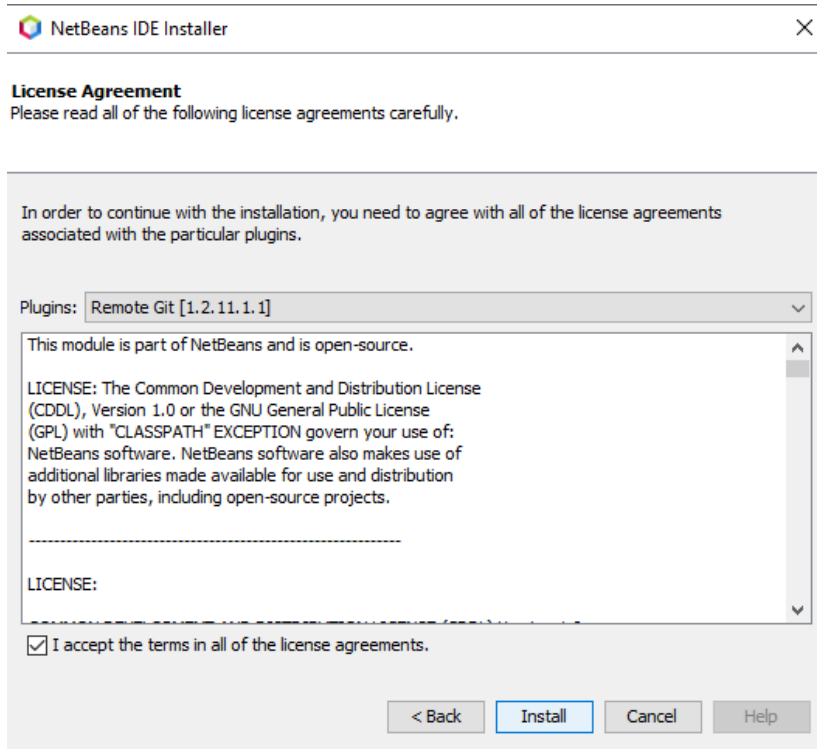 NetBeans IDE Installer
License Agreement
Please read all of the following license agreements carefully.
In order to continue with the installation, you need to agree with all of the license agreements
associated with the particular plugins.
Plugins: Remote Git [1.2.11.1.1]
This module is part of NetBeans and is open-source.
LICENSE: The Common Development and Distribution License
(CDDL), Version 1.0 or the GNU General Public License
(GPL) with "CLASSPATH" EXCEPTION govern your use of:
NetBeans software. NetBeans software also makes use of
additional libraries made available for use and distribution
by other parties, including open-source projects.
------------------------------------------------------------
LICENSE:
I accept the terms in all of the license agreements.
< Back Install Cancel Help